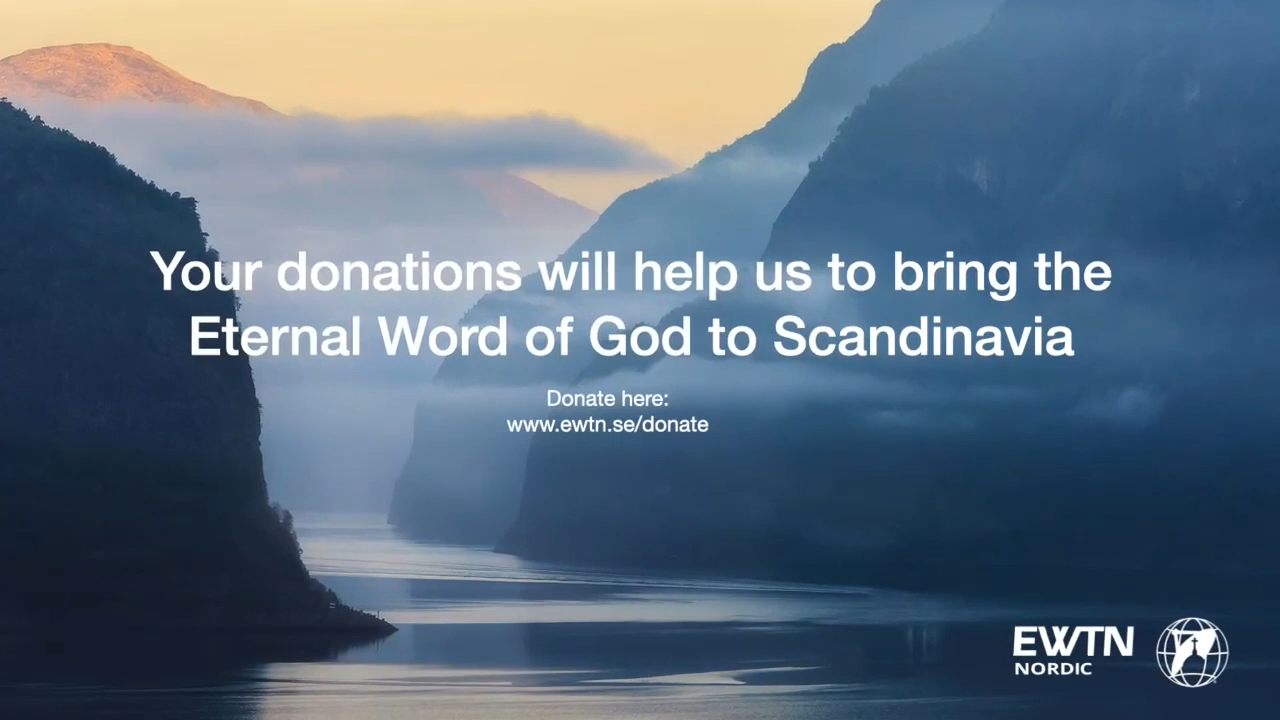 Your donations will help us to bring the
Eternal Word of God to Scandinavia
Donate here:
www.ewtn.se/donate
EWTN
NORDIC